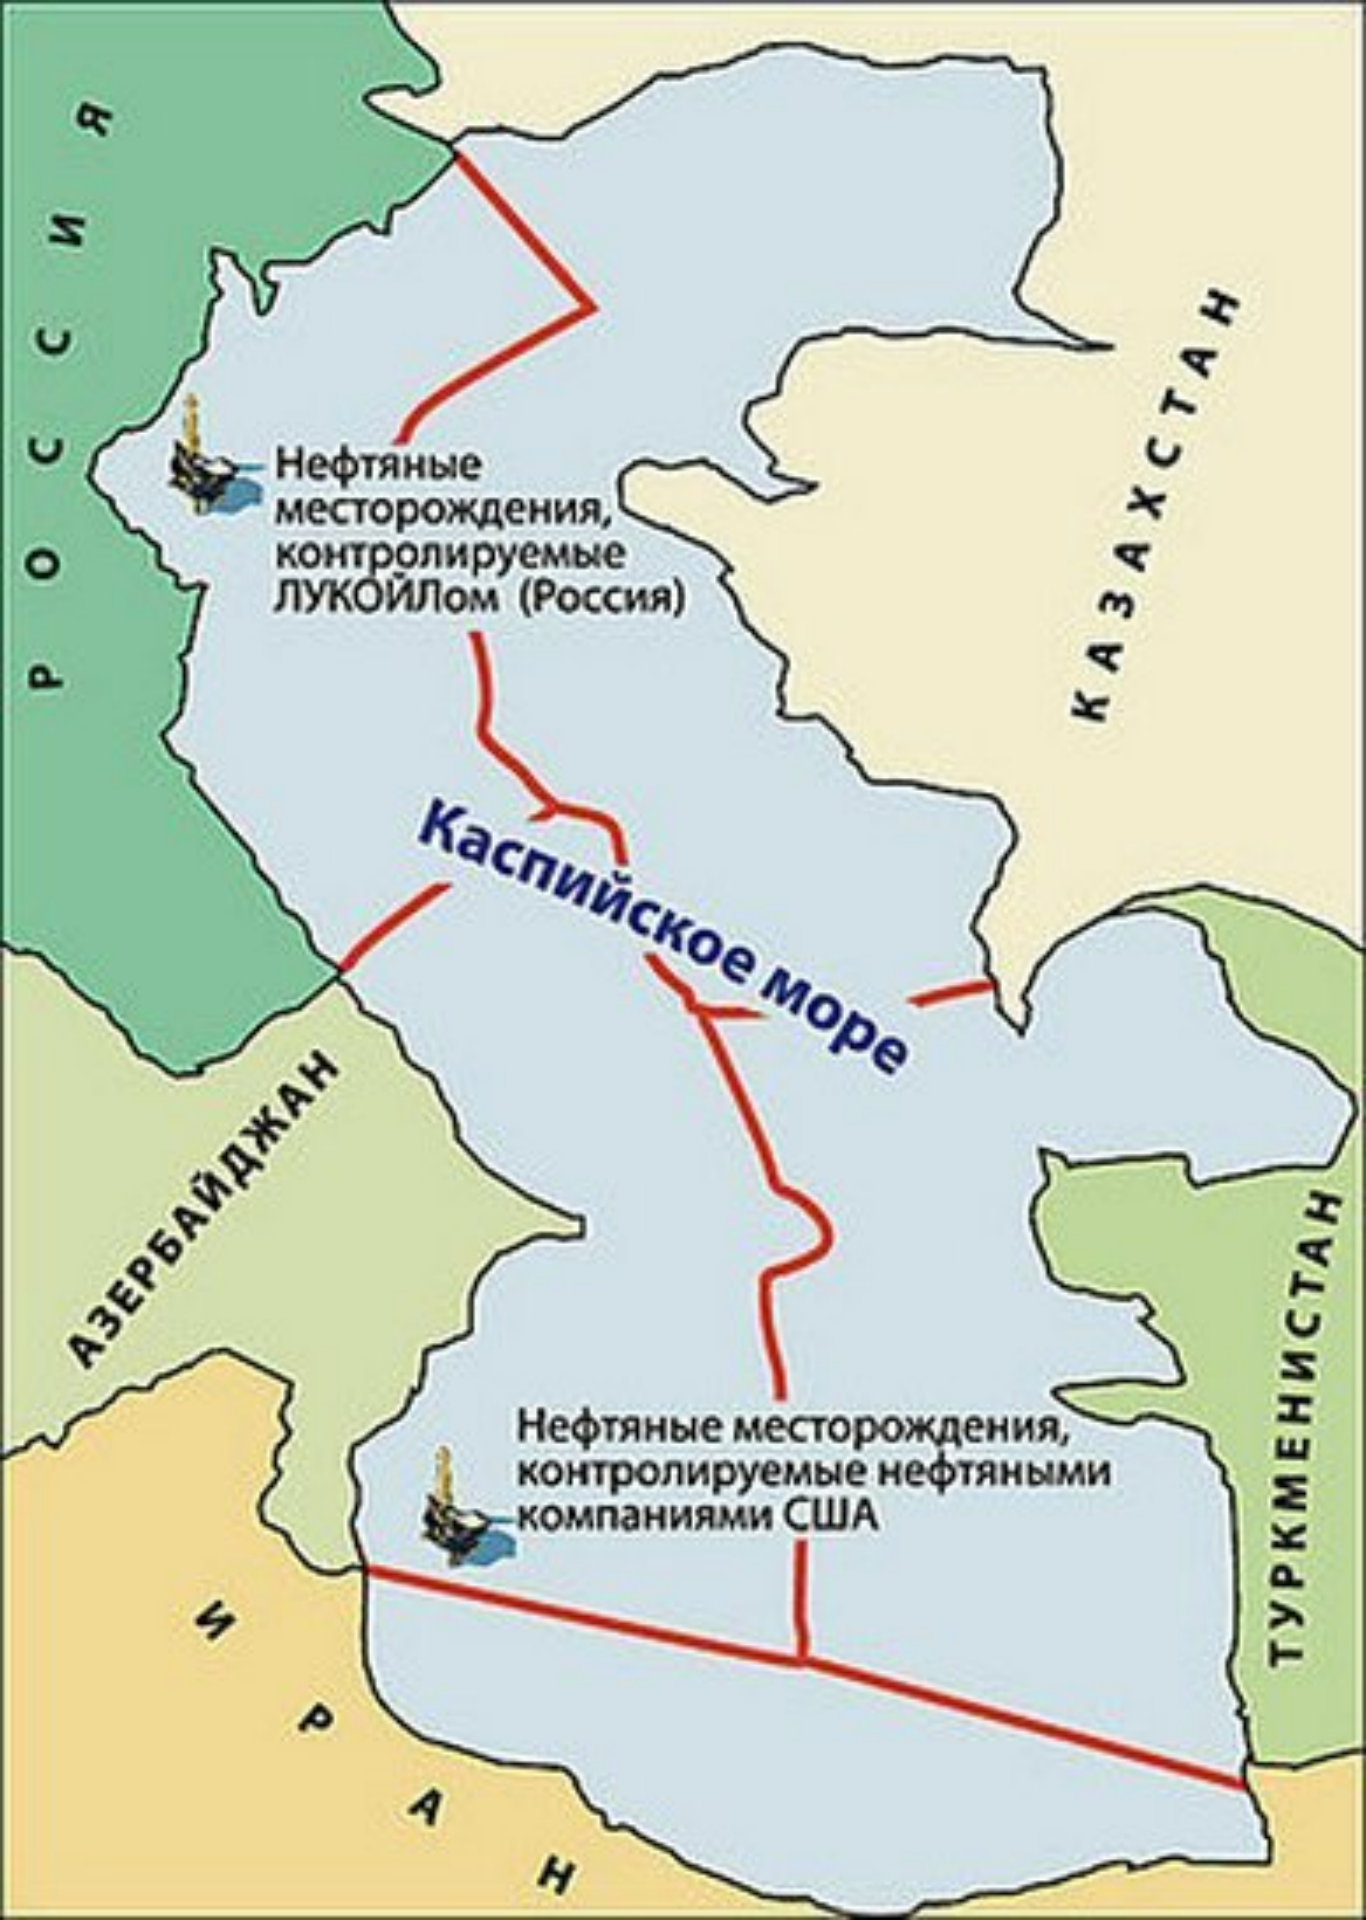 РОССИЯ
КАЗАХСТАН
Нефтяные
месторождения,
контролируемые
ЛУКОЙЛом (Россия)
Каспийское море
АЗЕРБАЙДЖАН
ТУРКМЕНИСТАН
Нефтяные месторождения,
контролируемые нефтяными
компаниями США
ИРАН